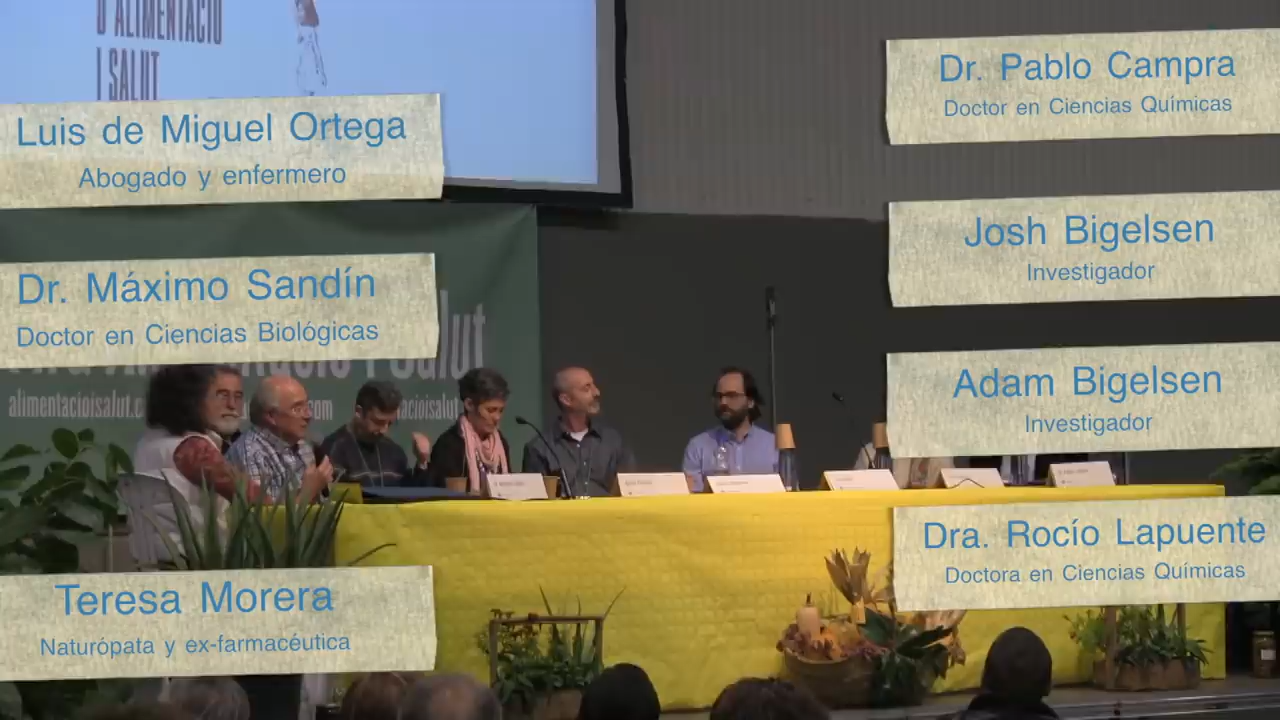 D'ALIMENTACIÓ
I SALUT
Luis de Miguel Ortega
Abogado y enfermero
Dr. Máximo Sandín
Doctor en Ciencias Biológicas
i Salut
alimentacioisalut.c
Teresa Morera
Naturópata y ex-farmacéutica
Dr. Pablo Campra
Doctor en Ciencias Químicas
Josh Bigelsen
Investigador
Adam Bigelsen
Investigador
Dra. Rocío Lapuente
Doctora en Ciencias Químicas